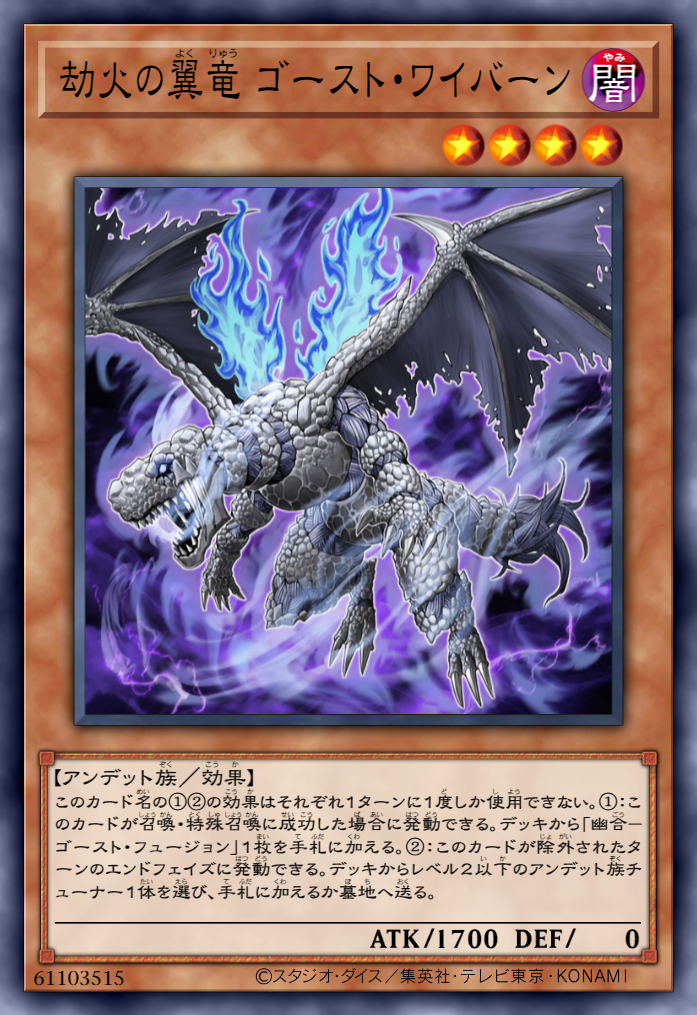 劫火の翼竜 ゴースト・ワイバーン
闇
【アンデット族／効果】
このカード名の①②の効果はそれぞれ1ターンに1度しか使用できない。①：こ
のカードが召喚・特殊召喚に成功した場合に発動できる。デッキから「幽合－
ゴースト・フュージョン」1枚を手札に加える。②：このカードが除外されたタ
ーンのエンドフェイズに発動できる。デッキからレベル2以下のアンデット族チ
ューナー1体を選び、手札に加えるか墓地へ送る。
ATK/1700 DEF/ 0
61103515 ©スタジオ・ダイス／集英社・テレビ東京・KONAMI